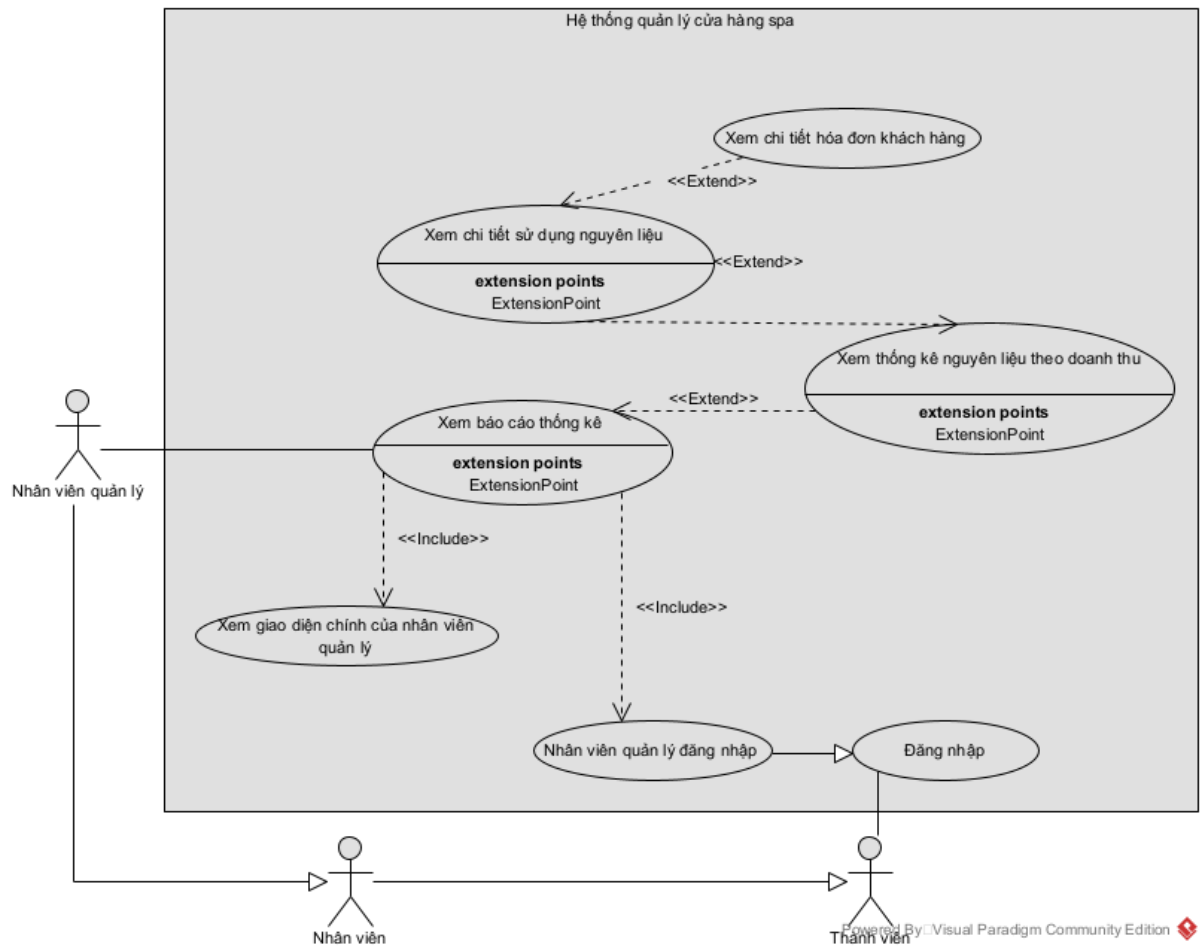 Hệ thống quản lý cửa hàng spa
Xem chi tiết hóa đơn khách hàng
<<Extend>>
Xem chi tiết sử dụng nguyên liệu
<<Extend>>
extension points
ExtensionPoint
Xem thống kê nguyên liệu theo doanh thu
<<Extend>>
extension points
ExtensionPoint
Xem báo cáo thống kê
extension points
ExtensionPoint
Nhân viên quản lý
<<Include>>
<<Include>>
Xem giao diện chính của nhân viên
quản lý
Nhân viên quản lý đăng nhập
Đăng nhập
Nhân viên
Thành viên
Powered By Visual Paradigm Community Edition